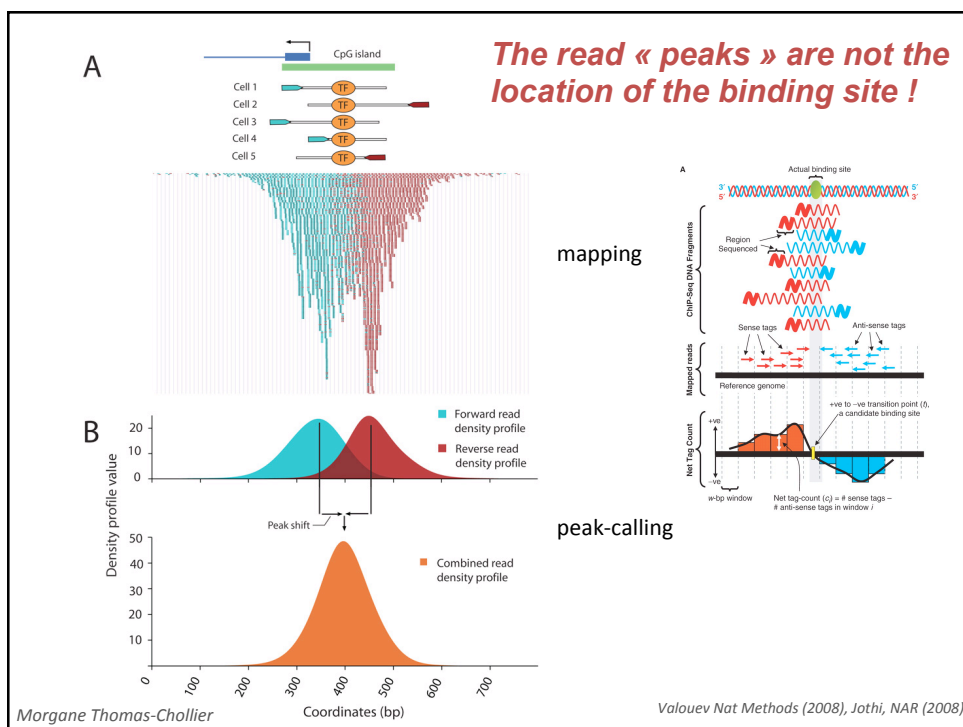 The read « peaks » are not the
location of the binding site !
A
CpG island
Cell 1
TF
Cell 2
TF
Cell 3
TF
Cell 4
TF
Cell 5
TF
mapping
B
Density profile value
20
10
0
Forward read
density profile
Reverse read
density profile
Peak shift
peak-calling
50
40
30
20
10
Combined read
density profile
0
100
200
300
400
500
600
700
Coordinates (bp)
A
Actual binding site
3′
5′
5′
3′
ChIP-Seq DNA Fragments
Region
Sequenced
Mapped reads
Sense tags
Anti-sense tags
Reference genome
Net Tag Count
+ve
−ve
+ve to −ve transition point (t),
a candidate binding site
w-bp window
Net tag-count (ci) = # sense tags –
# anti-sense tags in window i
Morgane Thomas-Chollier
Valouev Nat Methods (2008), Jothi, NAR (2008)